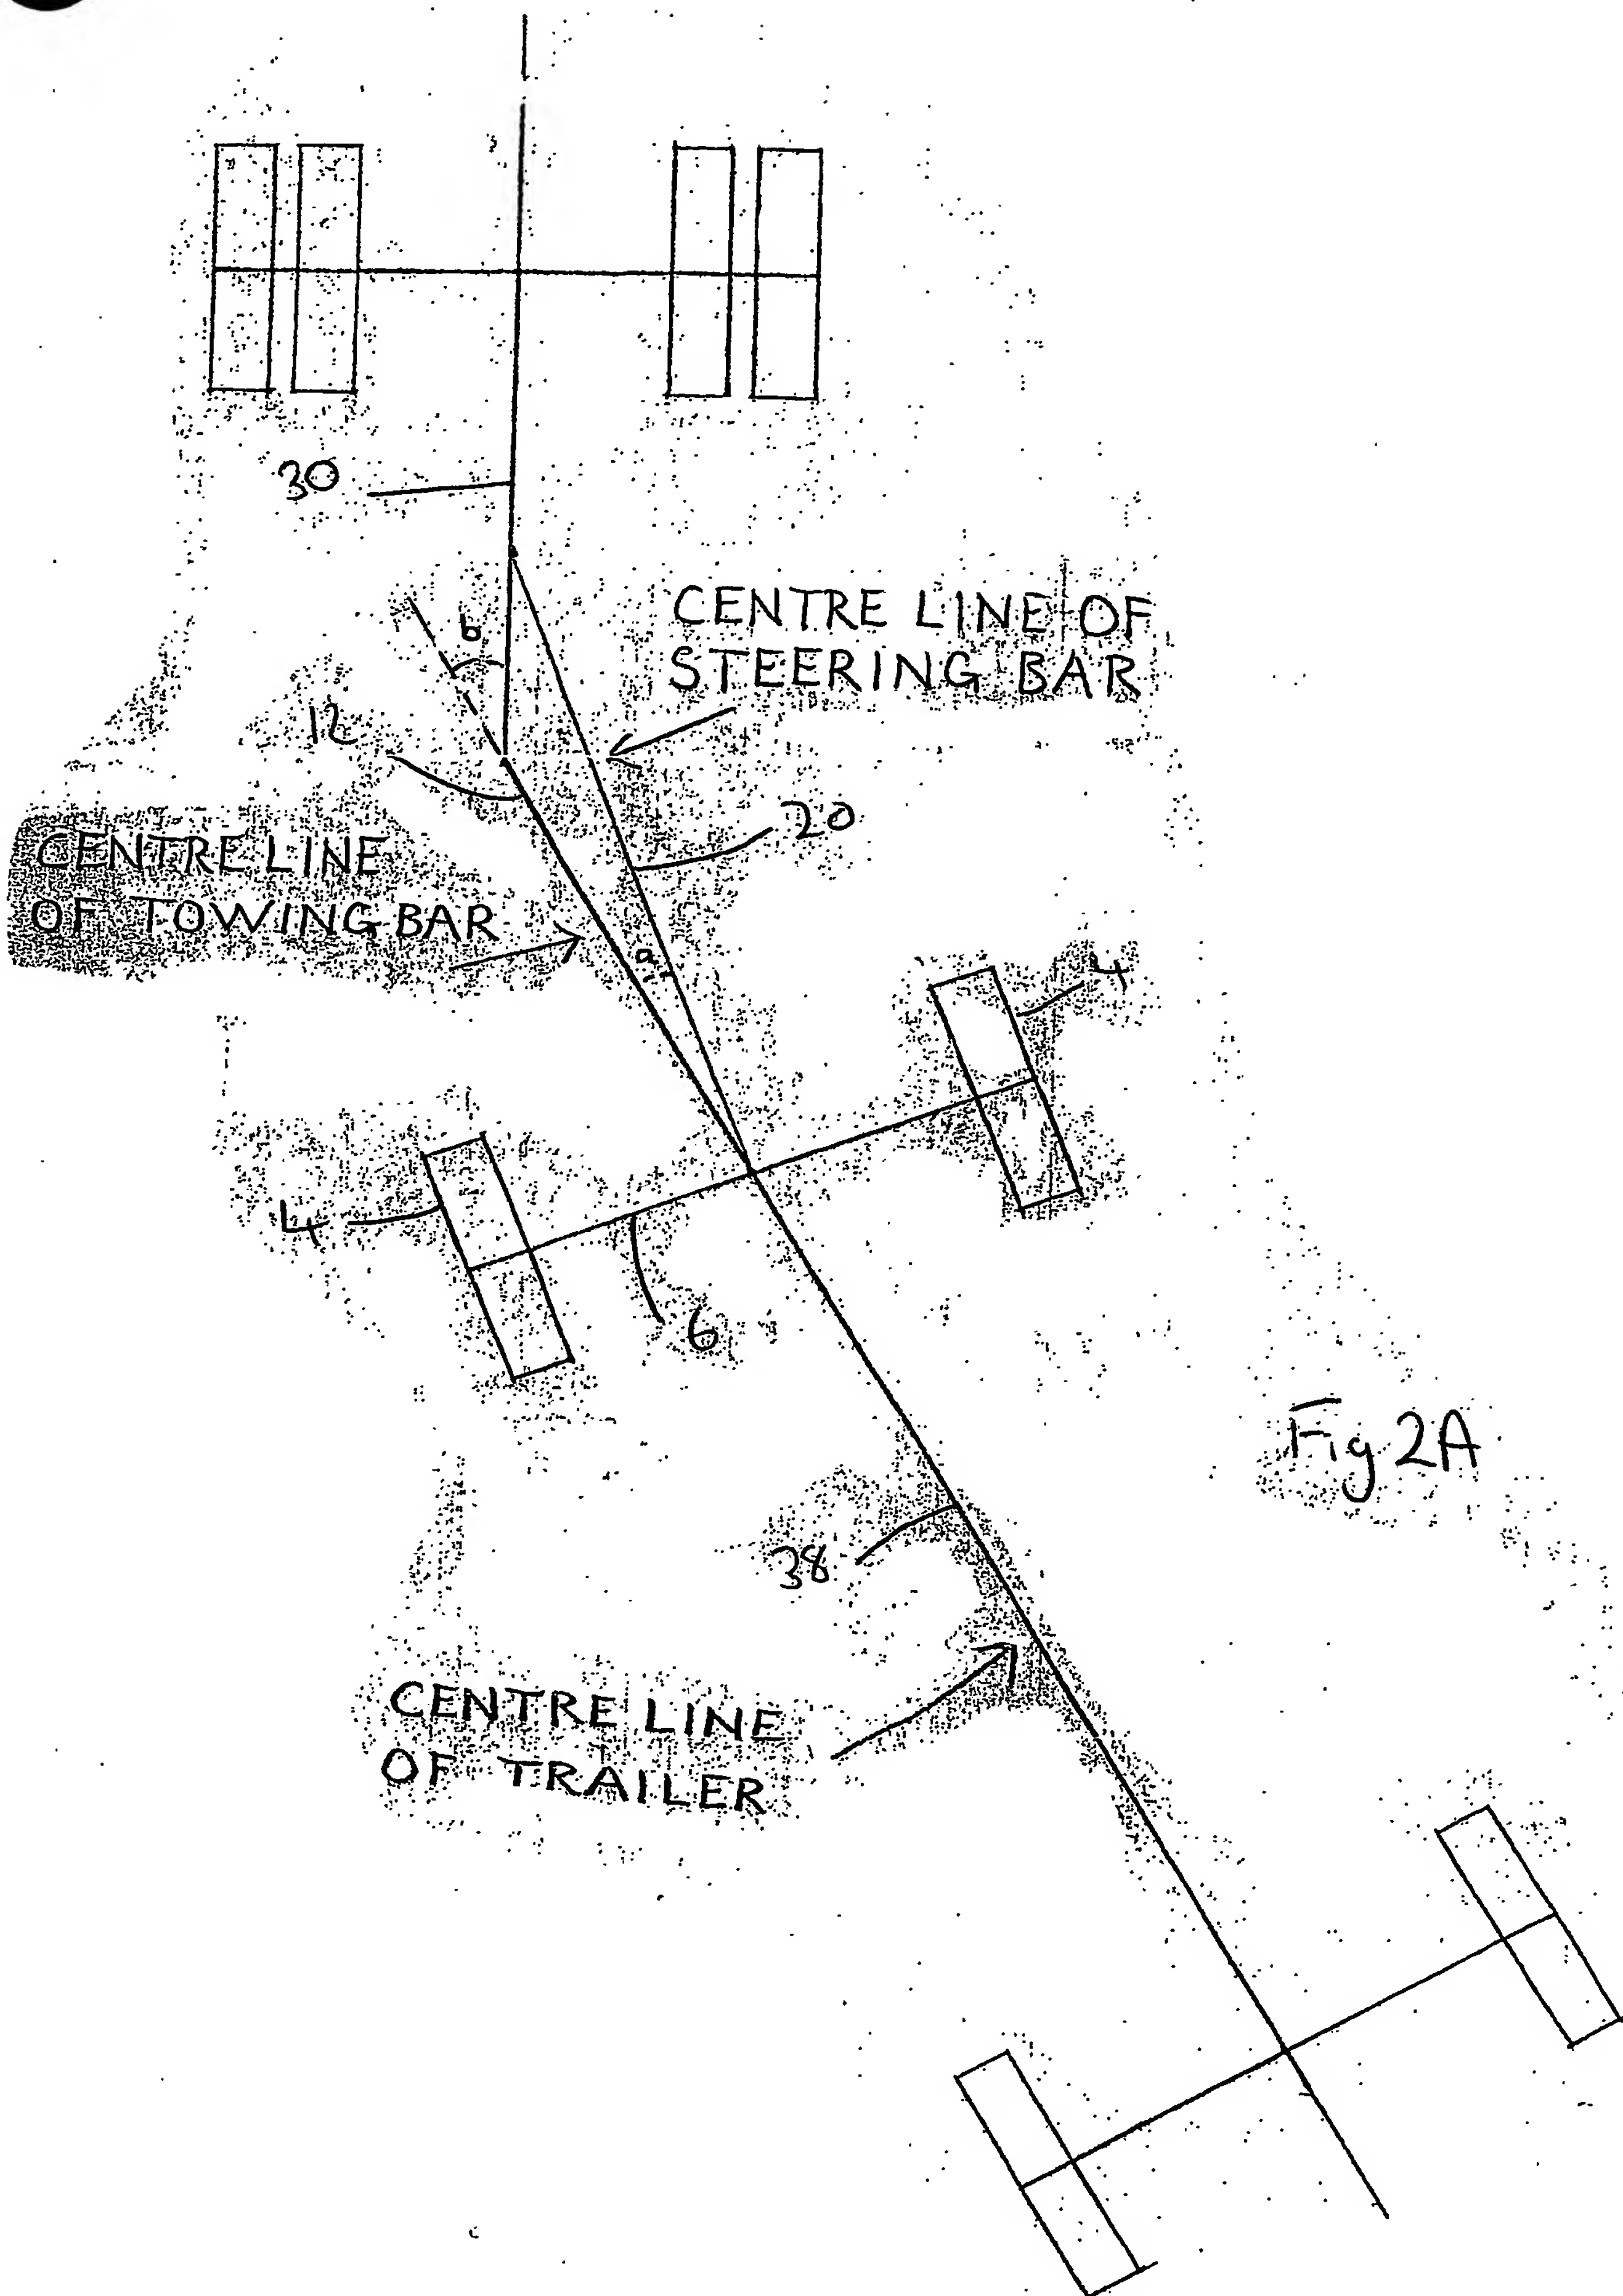 30
b
CENTRE LINE OF
STEERING BAR
12
20
CENTRE LINE
OF TOWING BAR
a
4
4
6
Fig 2A
38
CENTRE LINE
OF TRAILER